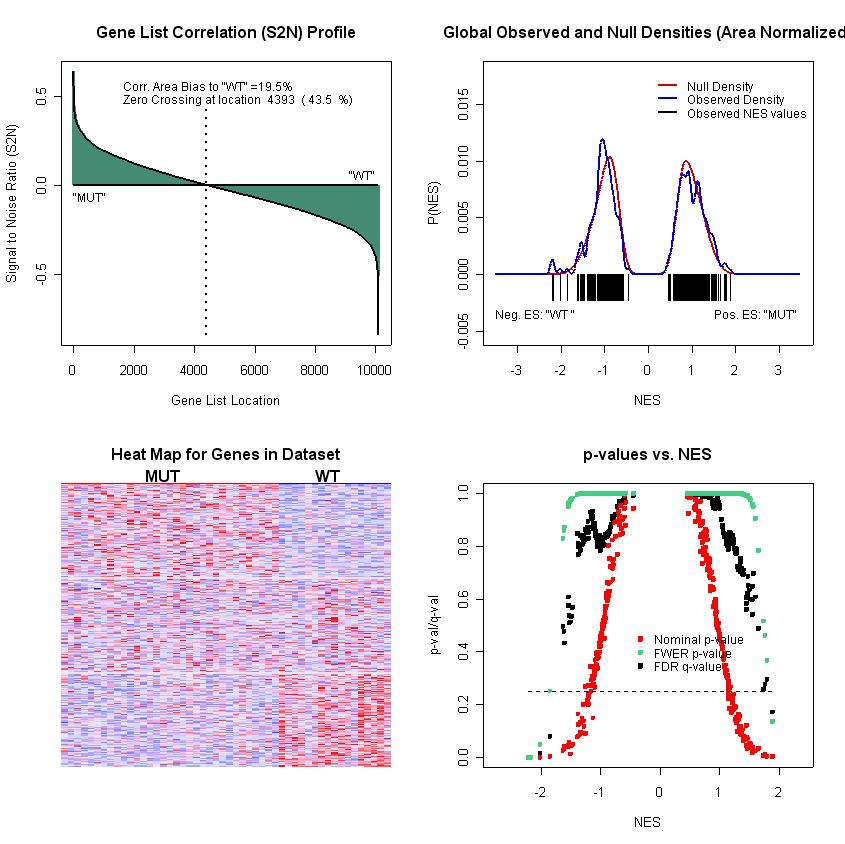 Gene List Correlation (S2N) Profile
Corr. Area Bias to "WT" =19.5%
Zero Crossing at location 4393 ( 43.5 %)
"WT"
"MUT"
Signal to Noise Ratio (S2N)
0.5
0.0
-0.5
0 2000 4000 6000 8000 10000
Gene List Location
Global Observed and Null Densities (Area Normalized
Null Density
Observed Density
Observed NES values
P(NES)
0.015
0.010
0.005
0.000
-0.005
Neg. ES: "WT" Pos. ES: "MUT"
-3 -2 -1 0 1 2 3
NES
Heat Map for Genes in Dataset
MUT WT
p-values vs. NES
p-val/q-val
1.0
0.8
0.6
0.4
0.2
0.0
Nominal p-value
FWER p-value
FDR q-value
-2 -1 0 1 2
NES